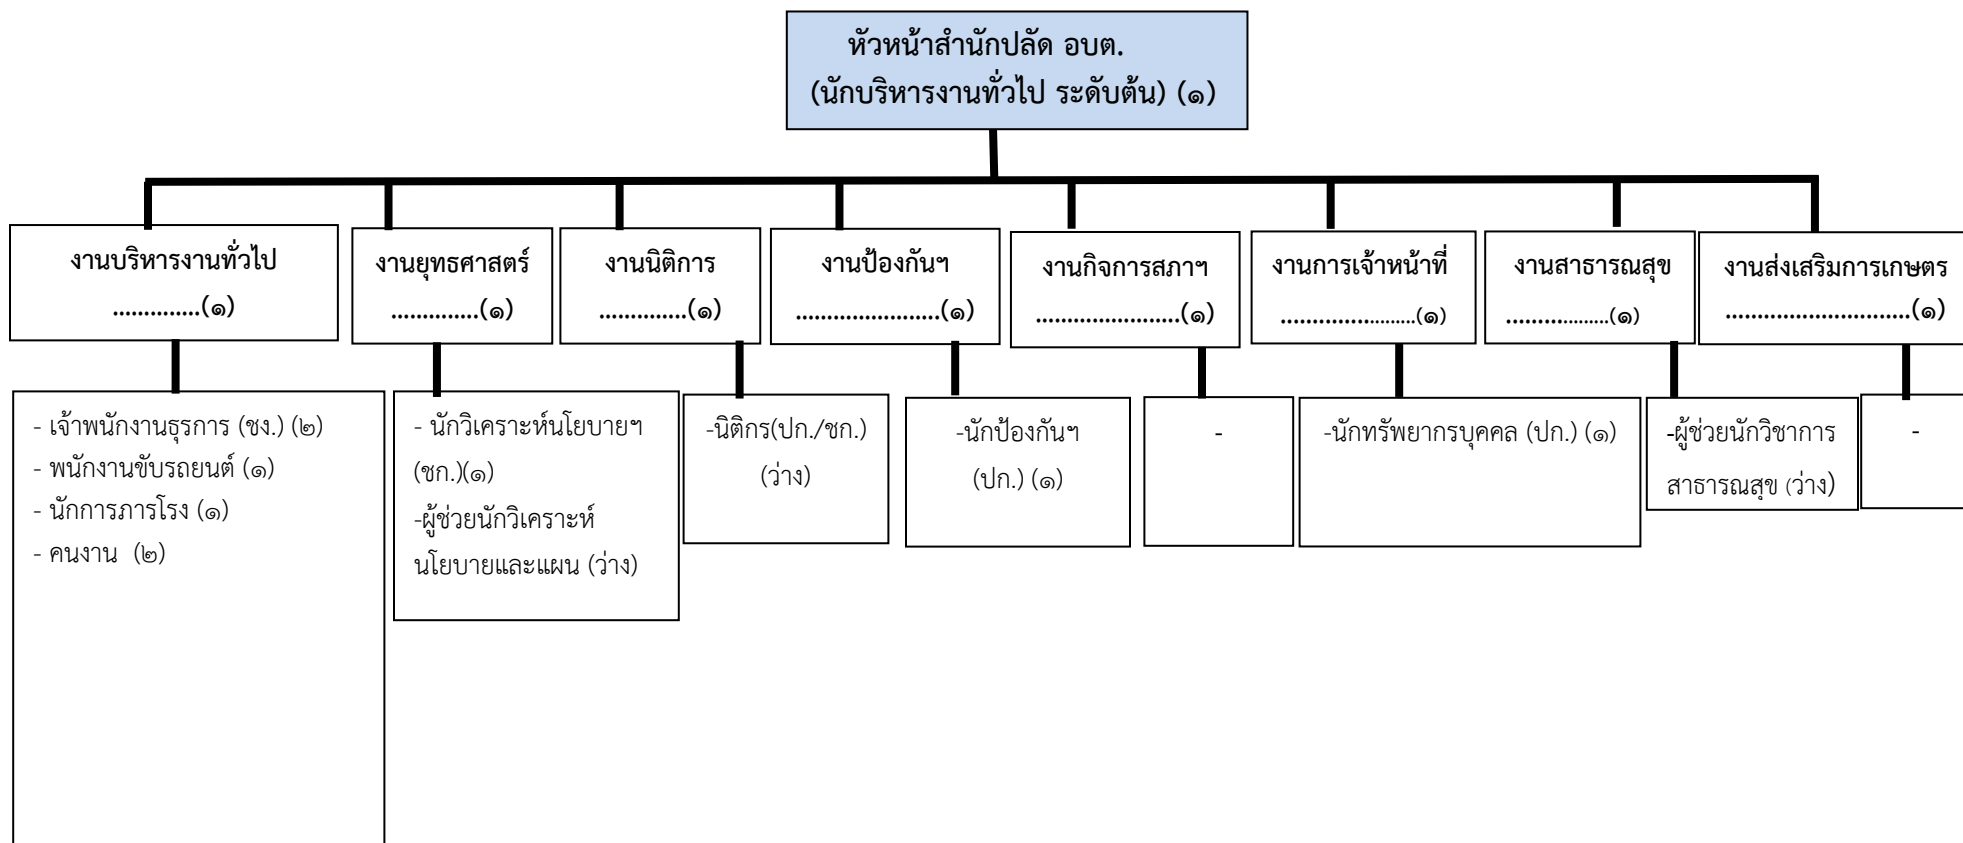 หัวหน้าสำนักปลัด อบต.
(นักบริหารงานทั่วไป ระดับต้น) (๑)
งานบริหารงานทั่วไป
..............(๑)
งานยุทธศาสตร์
..............(๑)
งานนิติการ
..............(๑)
งานป้องกันฯ
.......................(๑)
งานกิจการสภาฯ
.......................(๑)
งานการเจ้าหน้าที่
.......................(๑)
งานสาธารณสุข
..................(๑)
งานส่งเสริมการเกษตร
.............................(๑)
- เจ้าพนักงานธุรการ (ชง.) (๒)
- พนักงานขับรถยนต์ (๑)
- นักการภารโรง (๑)
- คนงาน (๒)
- นักวิเคราะห์นโยบายฯ
(ชก.)(๑)
-ผู้ช่วยนักวิเคราะห์
นโยบายและแผน (ว่าง)
-นิติกร(ปก./ชก.)
(ว่าง)
-นักป้องกันฯ
(ปก.) (๑)
-
-นักทรัพยากรบุคคล (ปก.) (๑)
-ผู้ช่วยนักวิชาการ
สาธารณสุข (ว่าง)
-